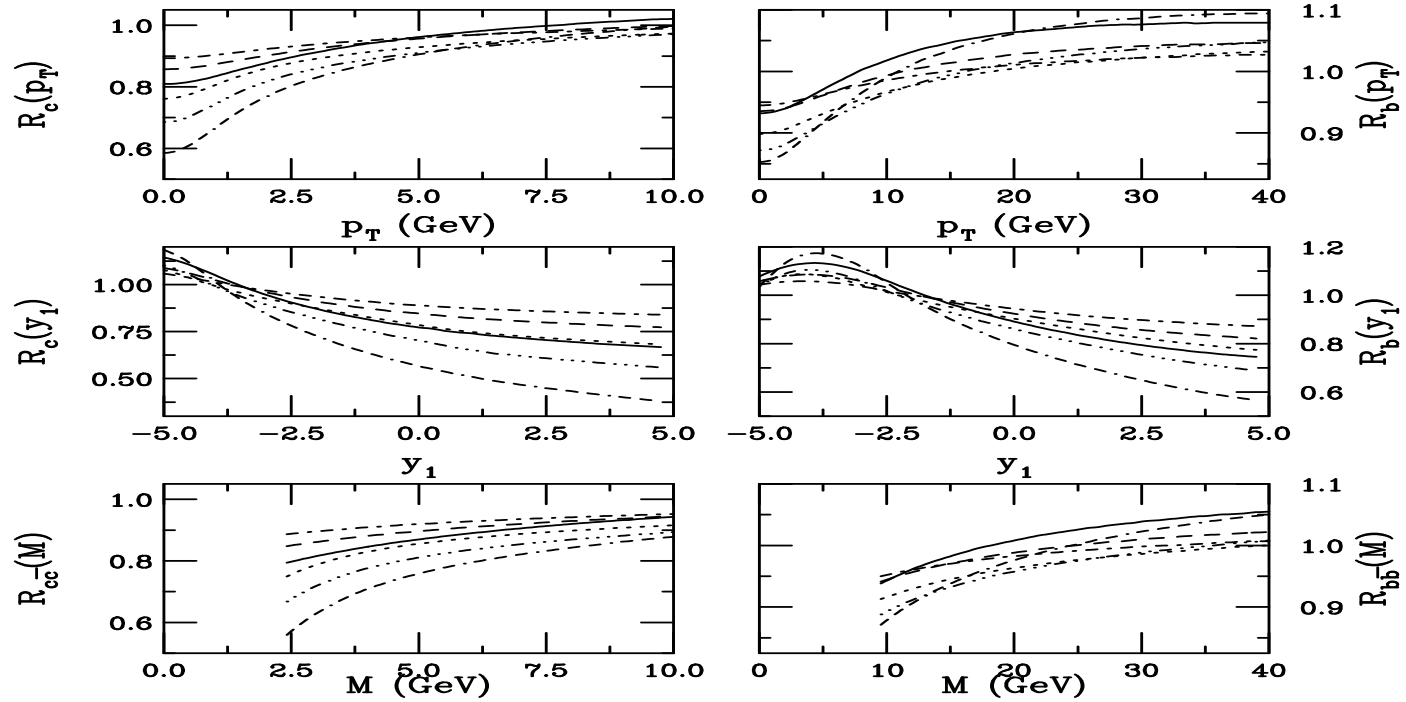 1.0
0.8
0.6
R_c(p_T)
0.0 2.5 5.0 7.5 10.0
p_T (GeV)
1.1
1.0
0.9
R_b(p_T)
0 10 20 30 40
p_T (GeV)
1.00
0.75
0.50
R_c(y_1)
−5.0 −2.5 0.0 2.5 5.0
y_1
1.2
1.0
0.8
0.6
R_b(y_1)
−5.0 −2.5 0.0 2.5 5.0
y_1
1.0
0.8
0.6
R_cc̄(M)
0.0 2.5 5.0 7.5 10.0
M (GeV)
1.1
1.0
0.9
R_bb̄(M)
0 10 20 30 40
M (GeV)